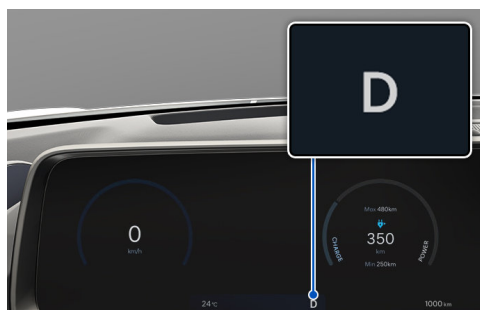 D
0
km/h
Max 480km
350
km
CHARGE
POWER
Min 250km
24°C
D
1000 km